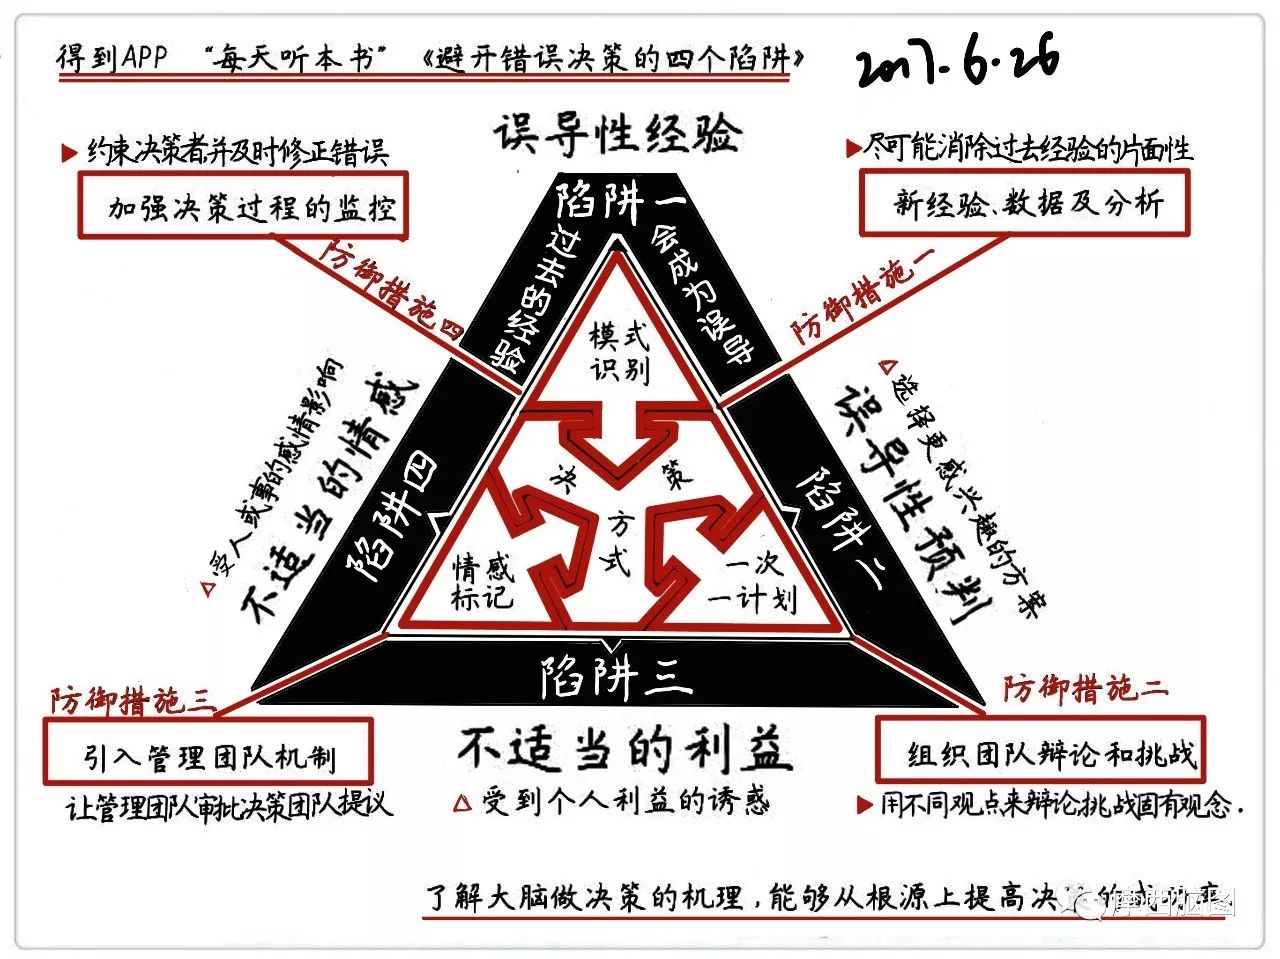 得到APP “每天听本书” 《避开错误决策的四个陷阱》
2017.6.26
误导性经验
约束决策者,并及时修正错误
加强决策过程的监控
防御措施四
尽可能消除过去经验的片面性
新经验、数据及分析
防御措施一
陷阱一
过去的经验
会成为误导
模式
识别
决策
方式
情感
标记
一次
一计划
陷阱四
不适当的情感
受人或事的感情影响
陷阱二
误导性预判
选择更感兴趣的方案
陷阱三
不适当的利益
受到个人利益的诱惑
防御措施三
引入管理团队机制
让管理团队审批决策团队提议
防御措施二
组织团队辩论和挑战
用不同观点来辩论,挑战固有观念.
了解大脑做决策的机理,能够从根源上提高决策的成功率.
摩西脑图